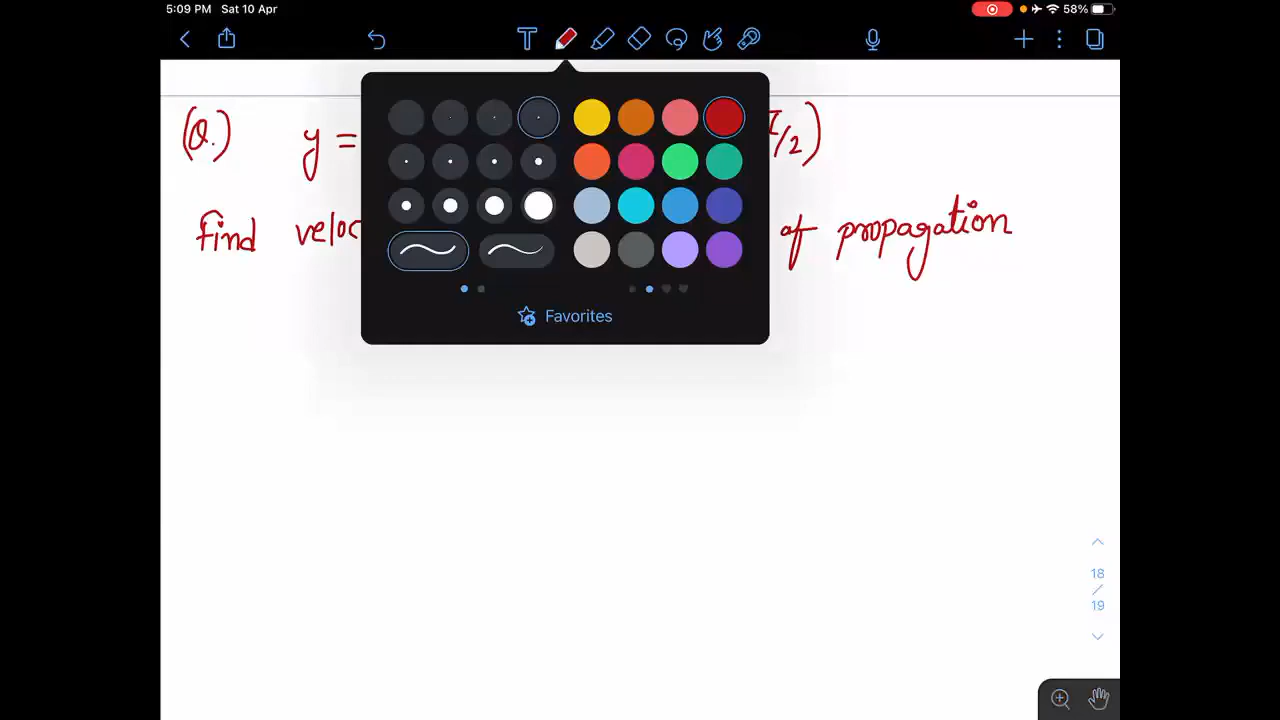 5:09 PM Sat 10 Apr 58%
(Q.) y = π/2)
find veloc of propagation
Favorites
18
/
19